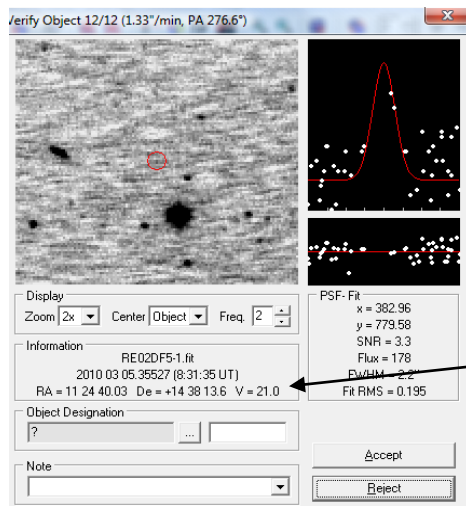 Verify Object 12/12 (1.33"/min, PA 276.6°)
Display
Zoom 2x Center Object Freq. 2
Information
RE02DF5-1.fit
2010 03 05.35527 (8:31:35 UT)
RA = 11 24 40.03 De = +14 38 13.6 V = 21.0
Object Designation
?
...
Note
PSF- Fit
x = 382.96
y = 779.58
SNR = 3.3
Flux = 178
FWHM = 2.2"
Fit RMS = 0.195
Accept
Reject